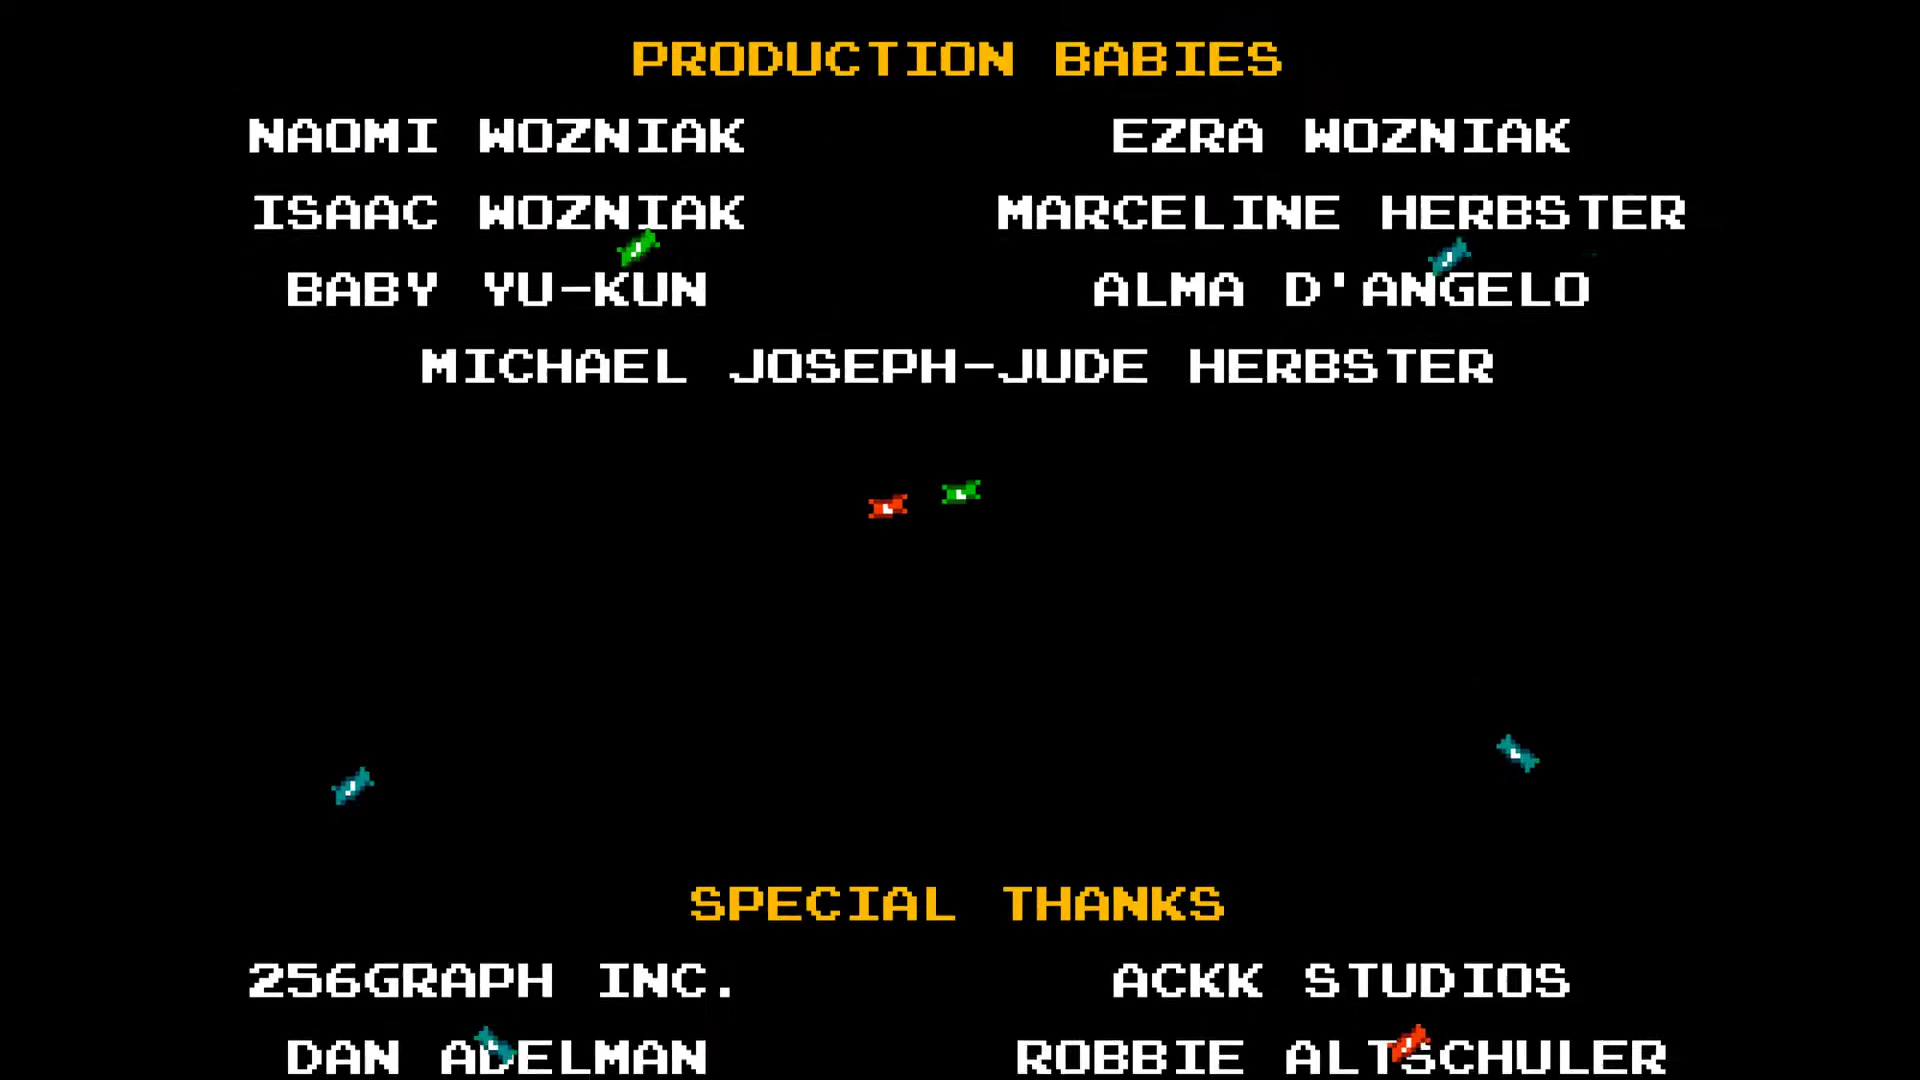 PRODUCTION BABIES
NAOMI WOZNIAK EZRA WOZNIAK
ISAAC WOZNIAK MARCELINE HERBSTER
BABY YU-KUN ALMA D'ANGELO
MICHAEL JOSEPH-JUDE HERBSTER
SPECIAL THANKS
256GRAPH INC. ACKK STUDIOS
DAN ADELMAN ROBBIE ALTSCHULER